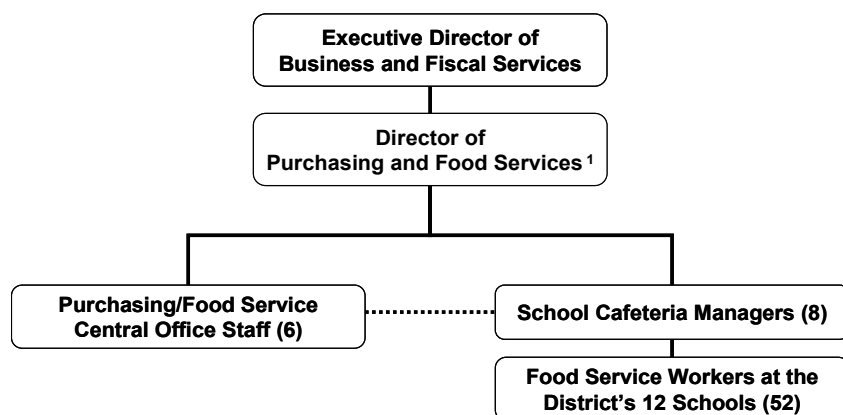 Executive Director of
Business and Fiscal Services
Director of
Purchasing and Food Services ¹
Purchasing/Food Service
Central Office Staff (6)
School Cafeteria Managers (8)
Food Service Workers at the
District's 12 Schools (52)